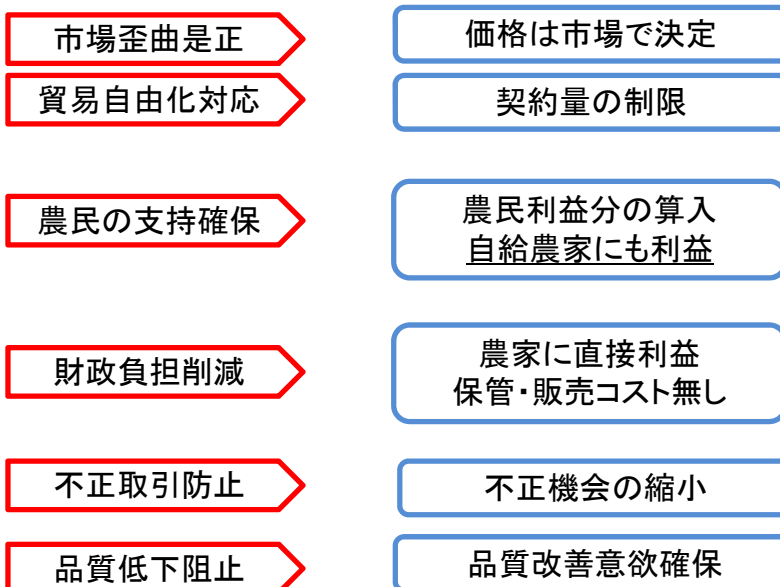 市場歪曲是正
価格は市場で決定
貿易自由化対応
契約量の制限
農民の支持確保
農民利益分の算入
自給農家にも利益
財政負担削減
農家に直接利益
保管・販売コスト無し
不正取引防止
不正機会の縮小
品質低下阻止
品質改善意欲確保